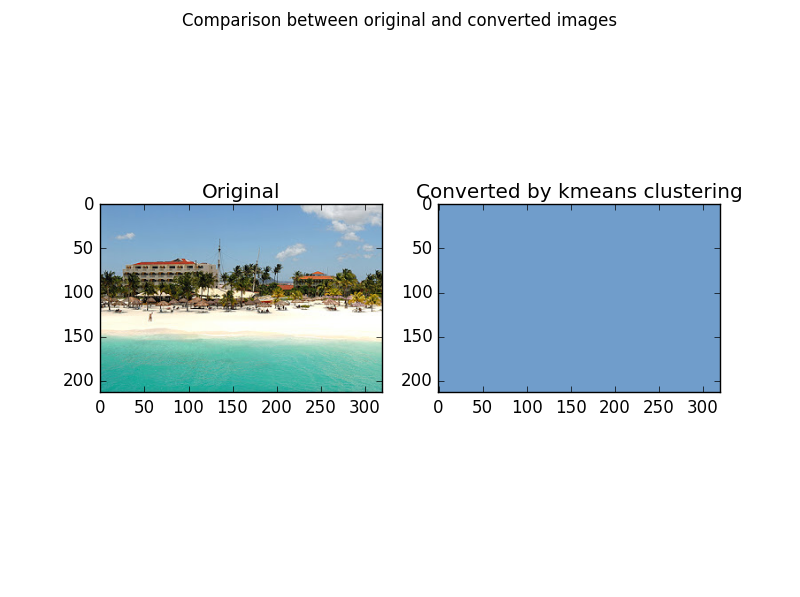 Comparison between original and converted images
Original
Converted by kmeans clustering
0
50
100
150
200
0 50 100 150 200 250 300
0
50
100
150
200
0 50 100 150 200 250 300